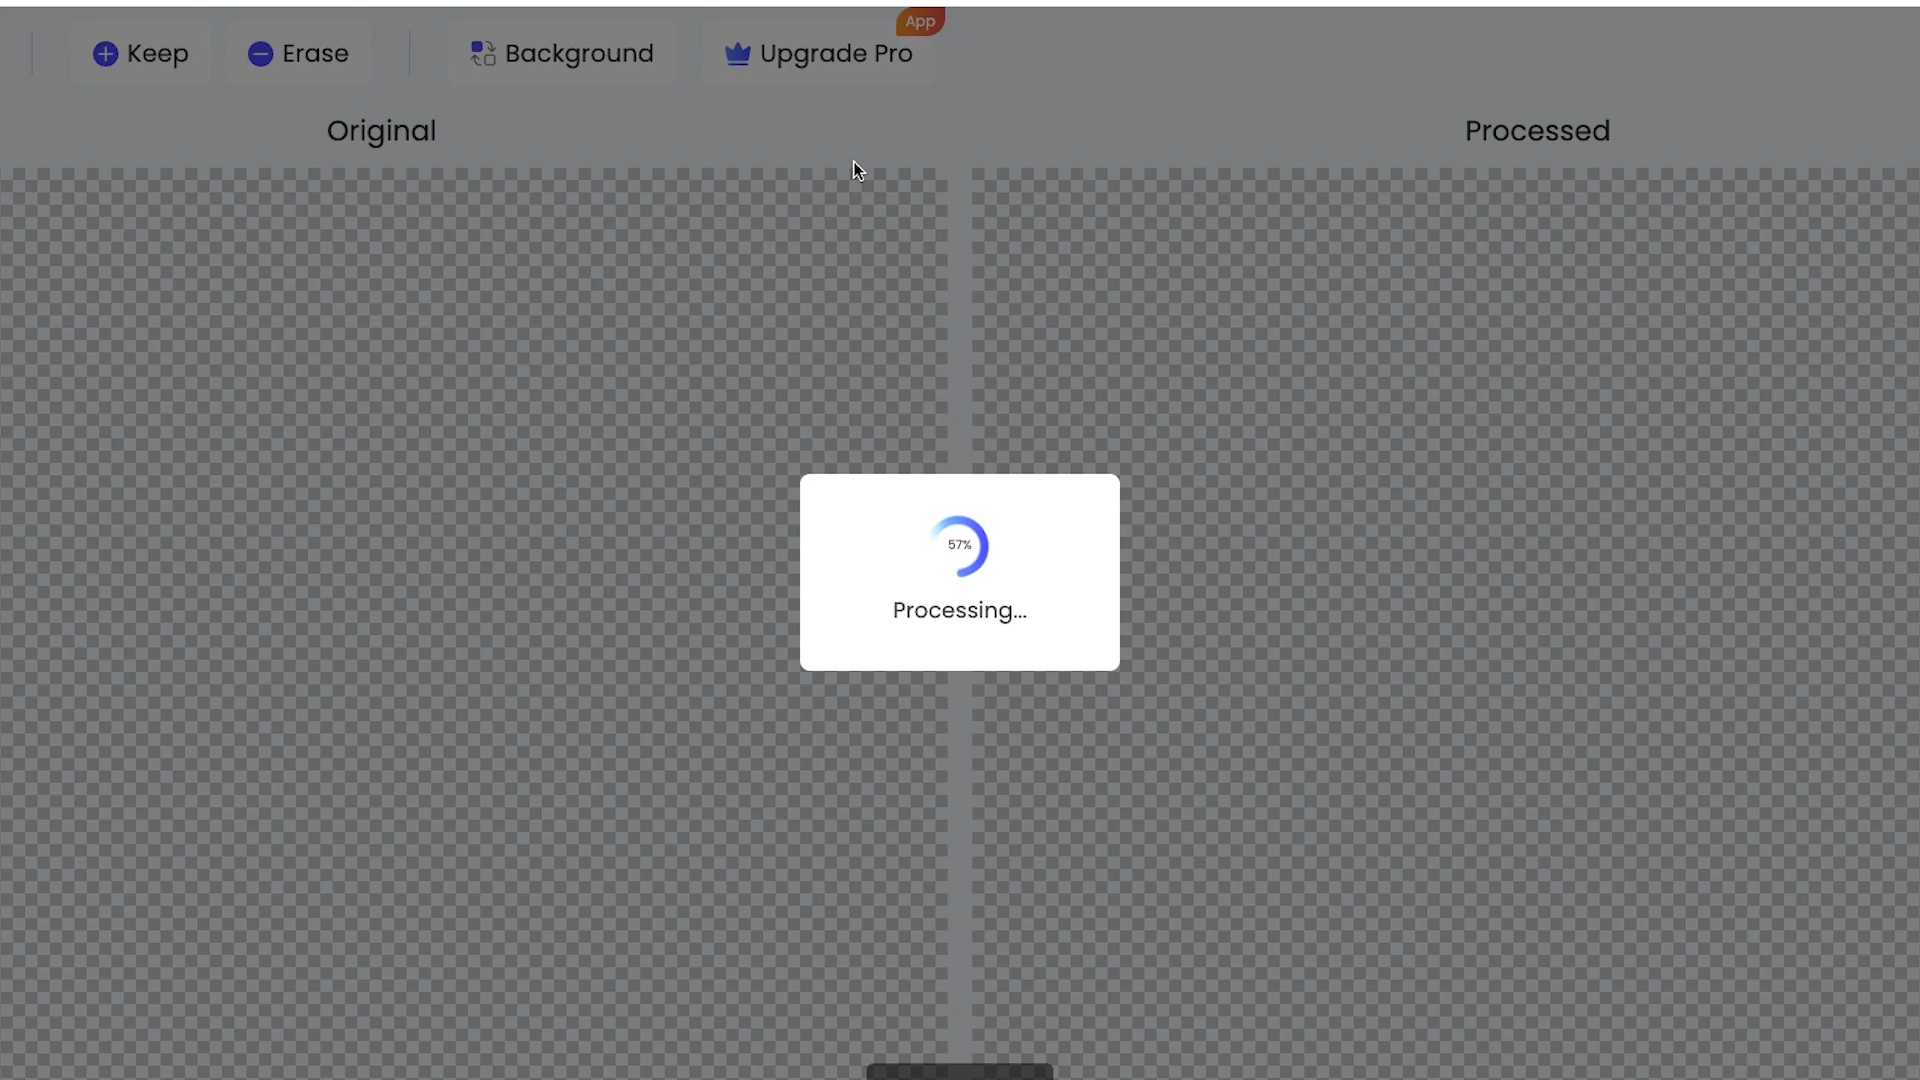 App
Keep
Erase
Background
Upgrade Pro
Original
Processed
57%
Processing...